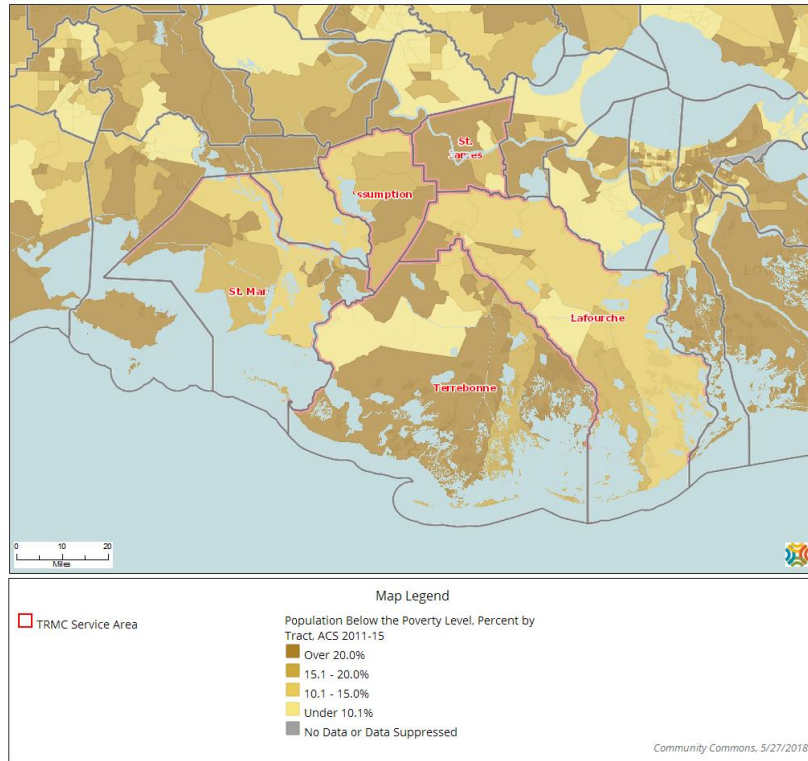 St.
ames
ssumption
St. Mar
Lafourche
Terrebonne
0 10 20
Miles
Map Legend
TRMC Service Area
Population Below the Poverty Level, Percent by
Tract, ACS 2011-15
Over 20.0%
15.1 - 20.0%
10.1 - 15.0%
Under 10.1%
No Data or Data Suppressed
Community Commons, 5/27/2018